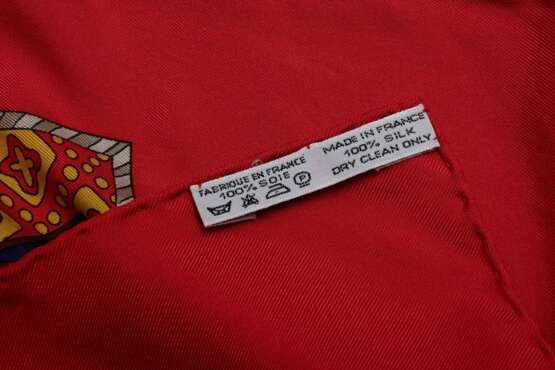 FABRIQUE EN FRANCE
100% SOIE
MADE IN FRANCE
100% SILK
DRY CLEAN ONLY